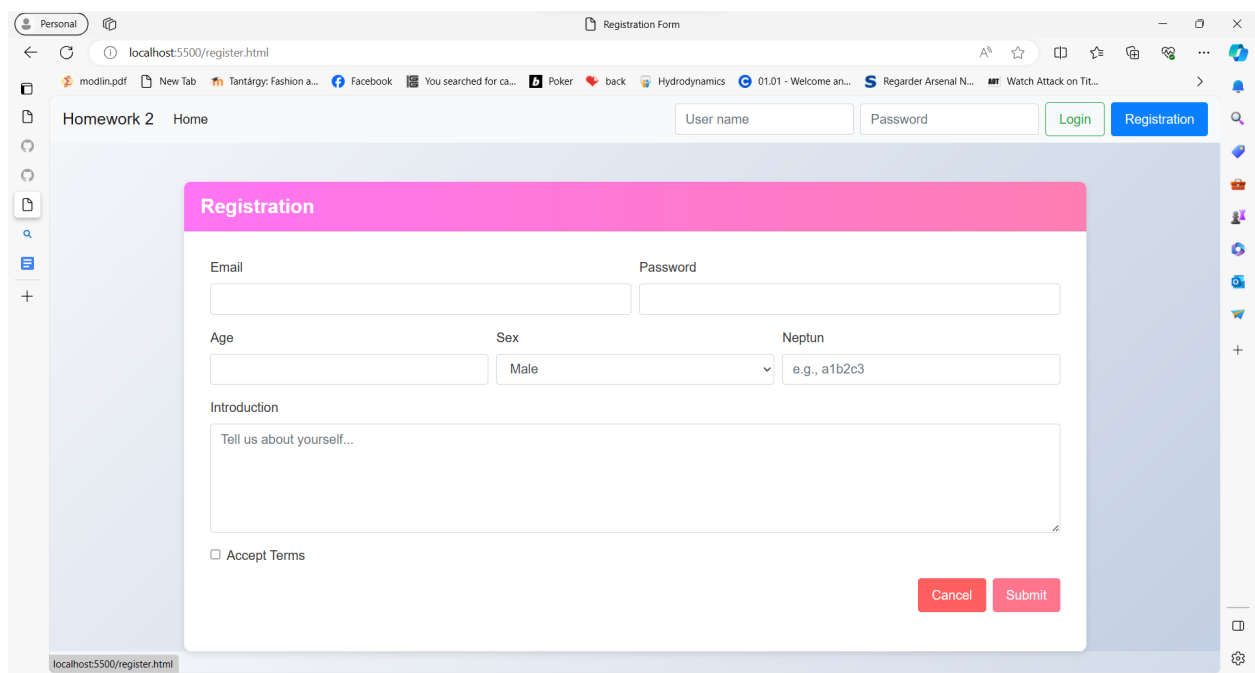 Personal
Registration Form
localhost:5500/register.html
modlin.pdf New Tab Tantárgy: Fashion a... Facebook You searched for ca... Poker back Hydrodynamics 01.01 - Welcome an... Regarder Arsenal N... Watch Attack on Tit...
Homework 2 Home User name Password Login Registration
Registration
Email Password
Age Sex Neptun
Male e.g., a1b2c3
Introduction
Tell us about yourself...
Accept Terms
Cancel Submit
localhost:5500/register.html